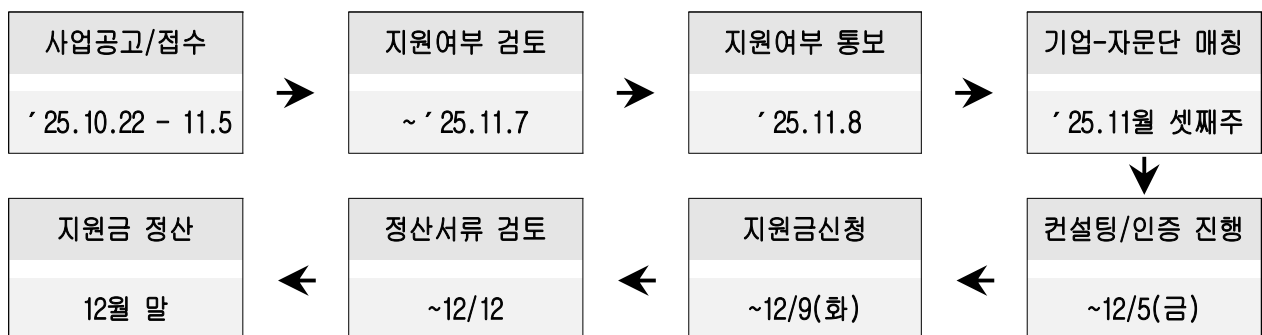 사업공고/접수
´25.10.22 - 11.5
지원여부 검토
~´25.11.7
지원여부 통보
´25.11.8
기업-자문단 매칭
´25.11월 셋째주
컨설팅/인증 진행
~12/5(금)
지원금신청
~12/9(화)
정산서류 검토
~12/12
지원금 정산
12월 말